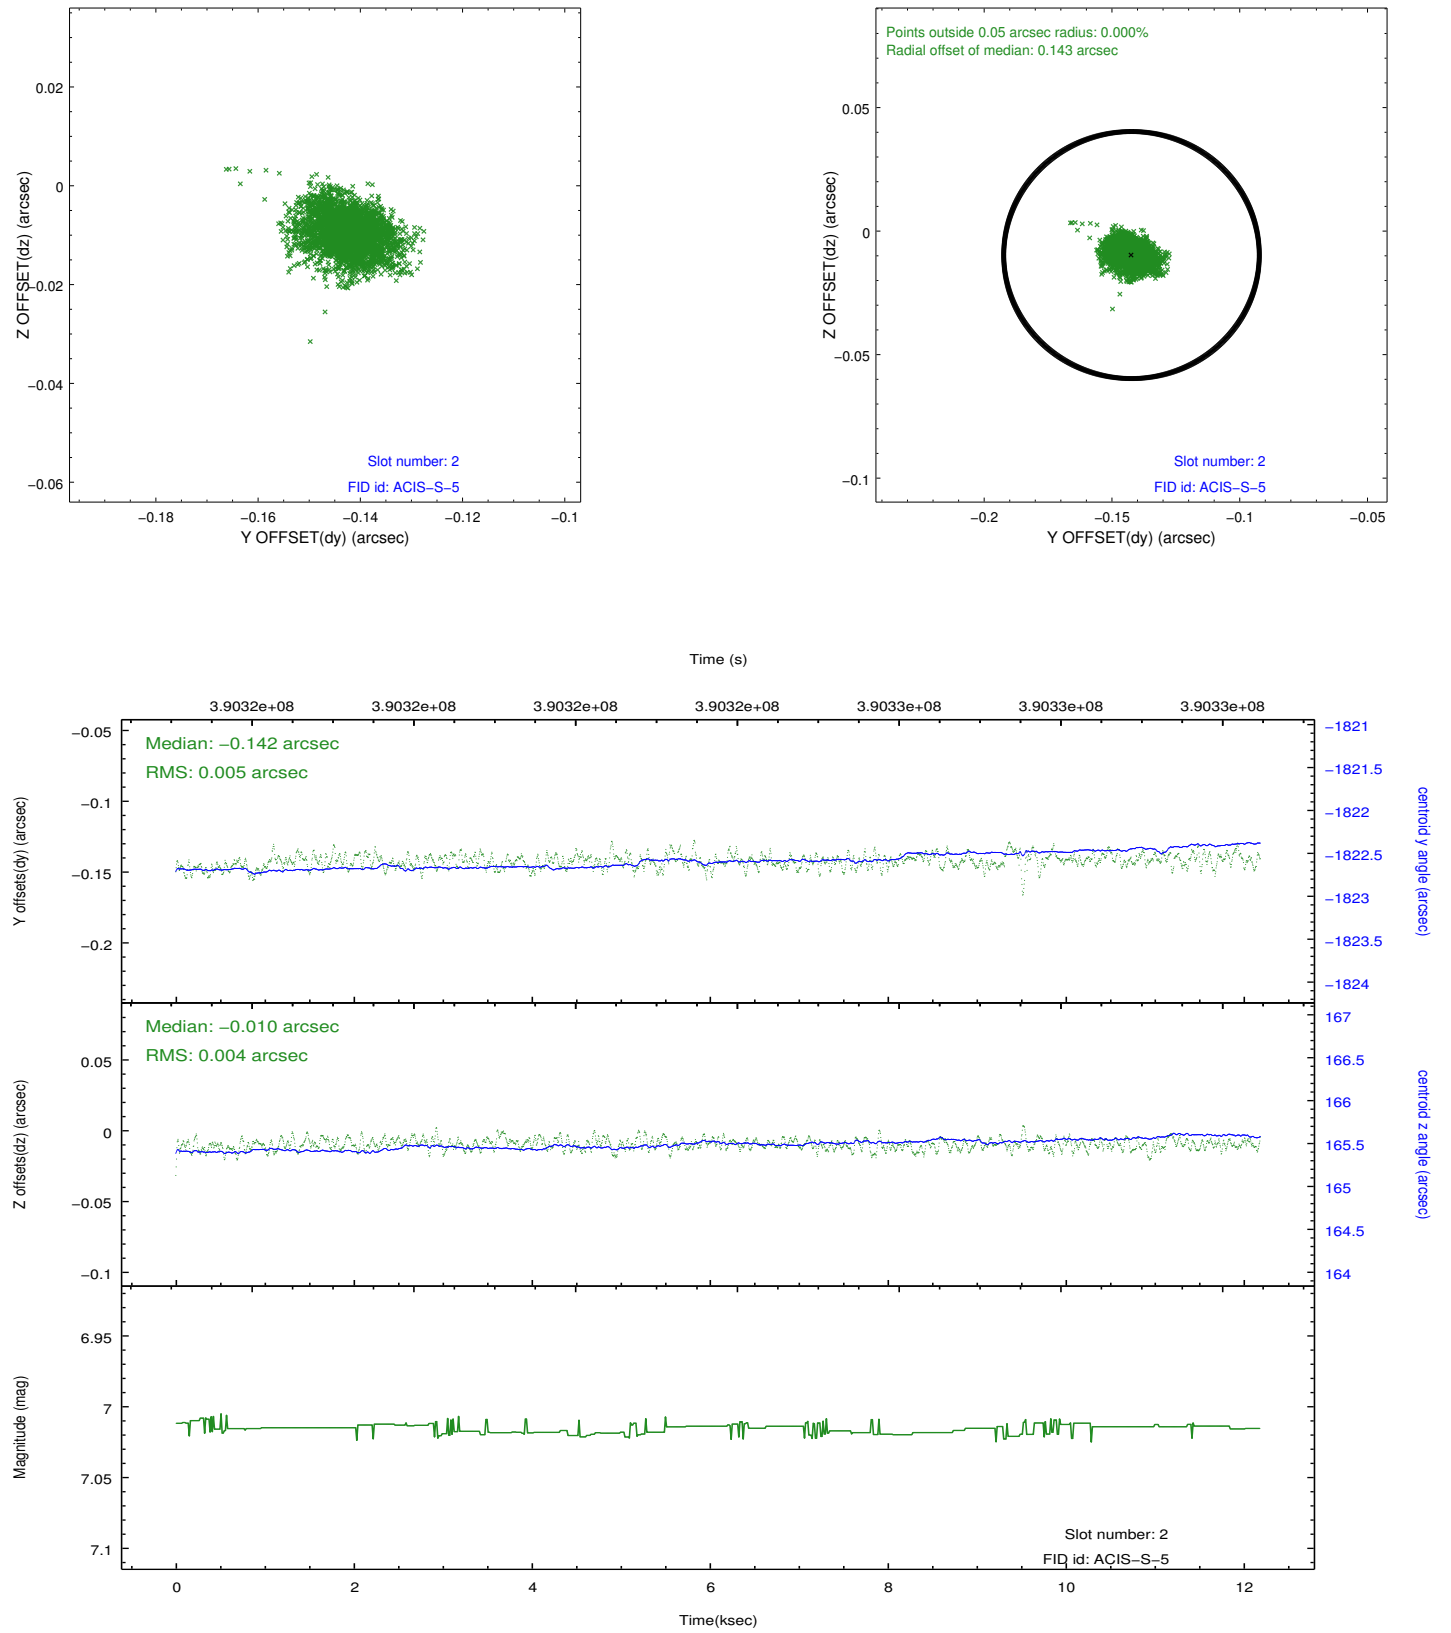 0.02
0
−0.02
−0.04
−0.06
Z OFFSET(dz) (arcsec)
Slot number: 2
FID id: ACIS−S−5
−0.18
−0.16
−0.14
−0.12
−0.1
Y OFFSET(dy) (arcsec)
Points outside 0.05 arcsec radius: 0.000%
Radial offset of median: 0.143 arcsec
0.05
0
−0.05
−0.1
Z OFFSET(dz) (arcsec)
Slot number: 2
FID id: ACIS−S−5
−0.2
−0.15
−0.1
−0.05
Y OFFSET(dy) (arcsec)
Time (s)
3.9032e+08
3.9032e+08
3.9032e+08
3.9032e+08
3.9033e+08
3.9033e+08
3.9033e+08
Median: −0.142 arcsec
RMS: 0.005 arcsec
−0.05
−0.1
−0.15
−0.2
Y offsets(dy) (arcsec)
−1821
−1821.5
−1822
−1822.5
−1823
−1823.5
−1824
centroid y angle (arcsec)
Median: −0.010 arcsec
RMS: 0.004 arcsec
0.05
0
−0.05
−0.1
Z offsets(dz) (arcsec)
167
166.5
166
165.5
165
164.5
164
centroid z angle (arcsec)
6.95
7
7.05
7.1
Magnitude (mag)
Slot number: 2
FID id: ACIS−S−5
0
2
4
6
8
10
12
Time(ksec)